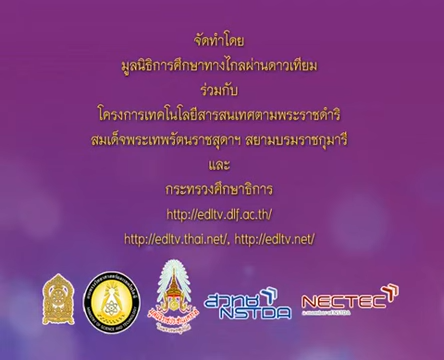 จัดทำโดย
มูลนิธิการศึกษาทางไกลผ่านดาวเทียม
ร่วมกับ
โครงการเทคโนโลยีสารสนเทศตามพระราชดำริ
สมเด็จพระเทพรัตนราชสุดาฯ สยามบรมราชกุมารี
และ
กระทรวงศึกษาธิการ
http://edltv.dlf.ac.th/
http://edltv.thai.net/, http://edltv.net/
สวทช
NSTDA
NECTEC
a member of NSTDA